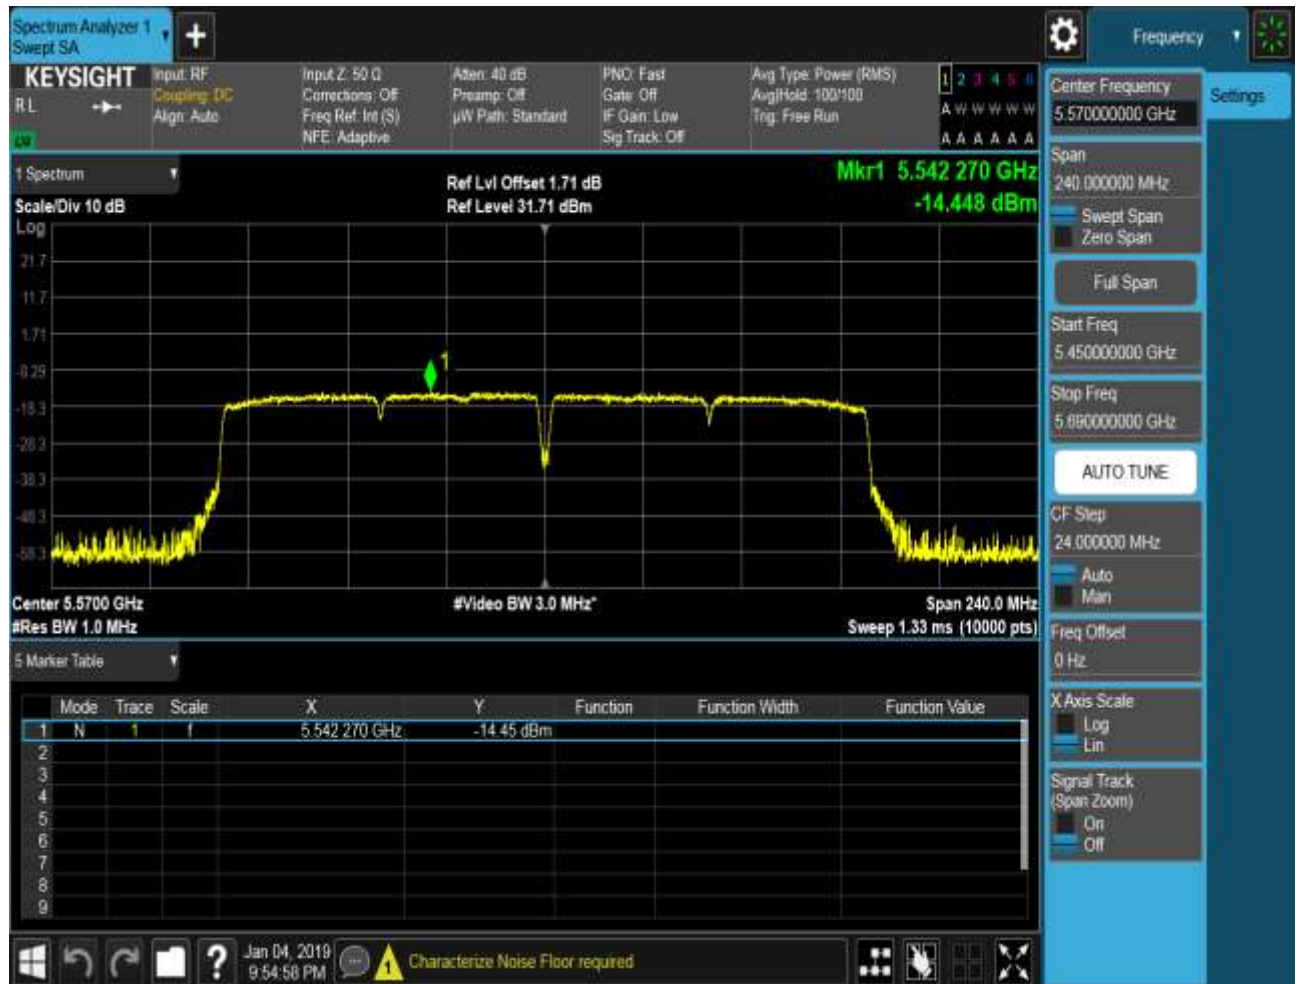 Spectrum Analyzer 1
Swept SA
+
Frequency
KEYSIGHT
RL
Input: RF
Coupling: DC
Align: Auto
Input Z: 50 Ω
Corrections: Off
Freq Ref: Int (S)
NFE: Adaptive
Atten: 40 dB
Preamp: Off
µW Path: Standard
PNO: Fast
Gate: Off
IF Gain: Low
Sig Track: Off
Avg Type: Power (RMS)
Avg|Hold: 100/100
Trig: Free Run
1 2 3 4 5 6
A W W W W W
A A A A A A
1 Spectrum
Scale/Div 10 dB
Log
Ref Lvl Offset 1.71 dB
Ref Level 31.71 dBm
Mkr1 5.542 270 GHz
-14.448 dBm
21.7
11.7
1.71
-8.29
-18.3
-28.3
-38.3
-48.3
-58.3
1
Center 5.5700 GHz
#Res BW 1.0 MHz
#Video BW 3.0 MHz*
Span 240.0 MHz
Sweep 1.33 ms (10000 pts)
5 Marker Table
Mode Trace Scale X Y Function Function Width Function Value
1 N 1 f 5.542 270 GHz -14.45 dBm
2
3
4
5
6
7
8
9
Jan 04, 2019
9:54:58 PM
?
1
Characterize Noise Floor required
Center Frequency
5.570000000 GHz
Settings
Span
240.000000 MHz
Swept Span
Zero Span
Full Span
Start Freq
5.450000000 GHz
Stop Freq
5.690000000 GHz
AUTO TUNE
CF Step
24.000000 MHz
Auto
Man
Freq Offset
0 Hz
X Axis Scale
Log
Lin
Signal Track
(Span Zoom)
On
Off